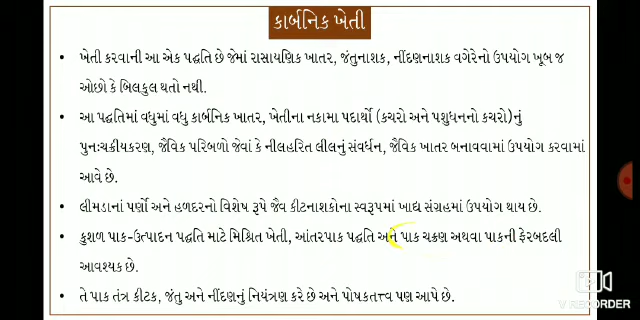 કાર્બનિક ખેતી
• ખેતી કરવાની આ એક પદ્ધતિ છે જેમાં રાસાયણિક ખાતર, જંતુનાશક, નીંદણનાશક વગેરેનો ઉપયોગ ખૂબ જ
ઓછો કે બિલકુલ થતો નથી.
• આ પદ્ધતિમાં વધુમાં વધુ કાર્બનિક ખાતર, ખેતીના નકામા પદાર્થો (કચરો અને પશુધનનો કચરો)નું
પુનઃચક્રીયકરણ, જૈવિક પરિબળો જેવાં કે નીલહરિત લીલનું સંવર્ધન, જૈવિક ખાતર બનાવવામાં ઉપયોગ કરવામાં
આવે છે.
• લીમડાનાં પર્ણો અને હળદરનો વિશેષ રૂપે જૈવ કીટનાશકોના સ્વરૂપમાં ખાદ્ય સંગ્રહમાં ઉપયોગ થાય છે.
• કુશળ પાક-ઉત્પાદન પદ્ધતિ માટે મિશ્રિત ખેતી, આંતરપાક પદ્ધતિ અને પાક ચક્રણ અથવા પાકની ફેરબદલી
આવશ્યક છે.
• તે પાક તંત્ર કીટક, જંતુ અને નીંદણનું નિયંત્રણ કરે છે અને પોષકતત્ત્વ પણ આપે છે.
V RECORDER